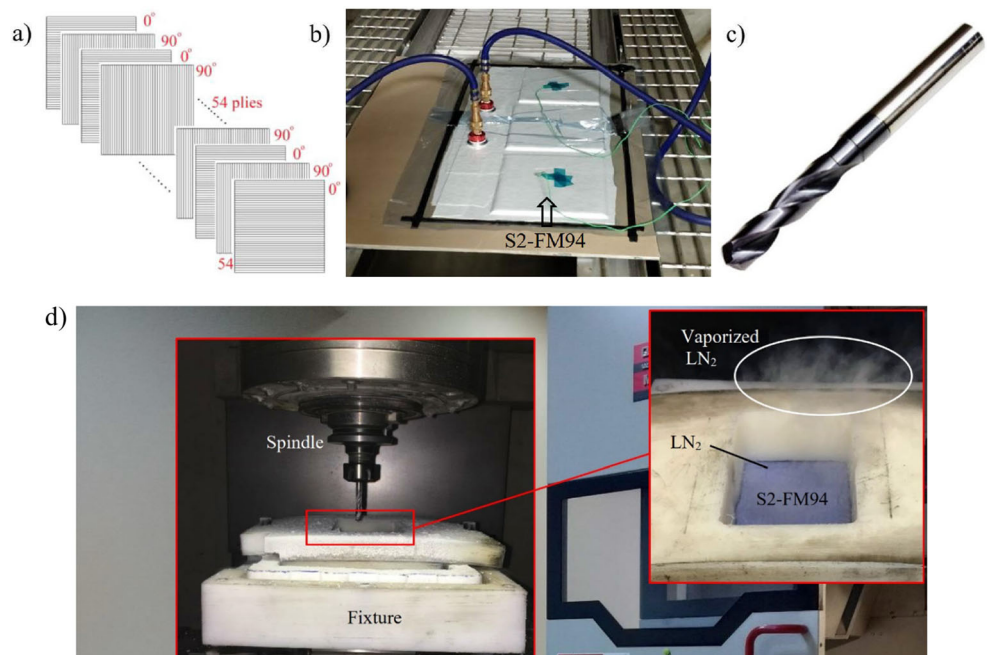 a)
0°
90°
0°
90°
54 plies
90°
0°
90°
0°
54
b)
S2-FM94
c)
d)
Spindle
Fixture
Vaporized
LN₂
LN₂
S2-FM94